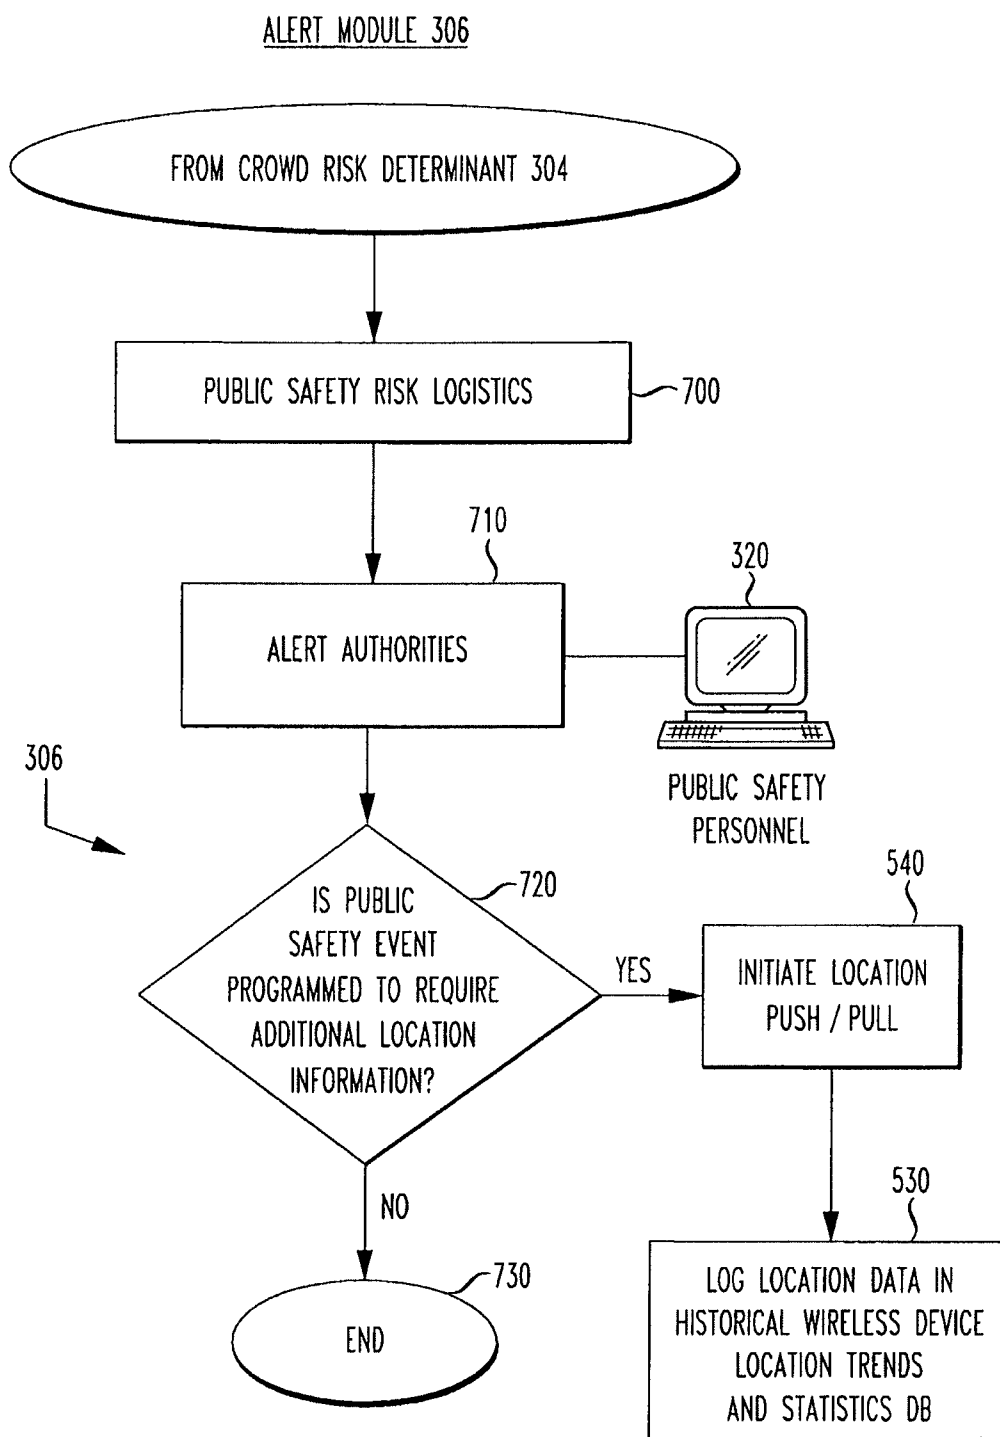 ALERT MODULE 306
FROM CROWD RISK DETERMINANT 304
PUBLIC SAFETY RISK LOGISTICS
700
710
ALERT AUTHORITIES
320
PUBLIC SAFETY
PERSONNEL
306
720
IS PUBLIC
SAFETY EVENT
PROGRAMMED TO REQUIRE
ADDITIONAL LOCATION
INFORMATION?
YES
540
INITIATE LOCATION
PUSH / PULL
NO
730
END
530
LOG LOCATION DATA IN
HISTORICAL WIRELESS DEVICE
LOCATION TRENDS
AND STATISTICS DB